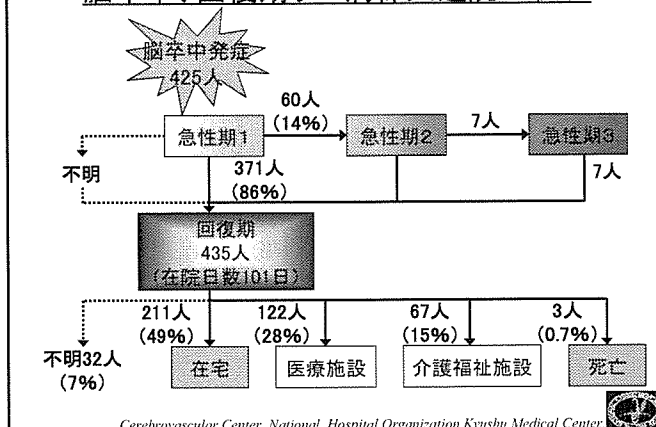 脳卒中発症
425人
60人
(14%)
7人
急性期1
急性期2
急性期3
不明
371人
(86%)
7人
回復期
435人
(在院日数101日)
211人
(49%)
122人
(28%)
67人
(15%)
3人
(0.7%)
不明32人
(7%)
在宅
医療施設
介護福祉施設
死亡
Cerebrovascular Center, National Hospital Organization Kyushu Medical Center